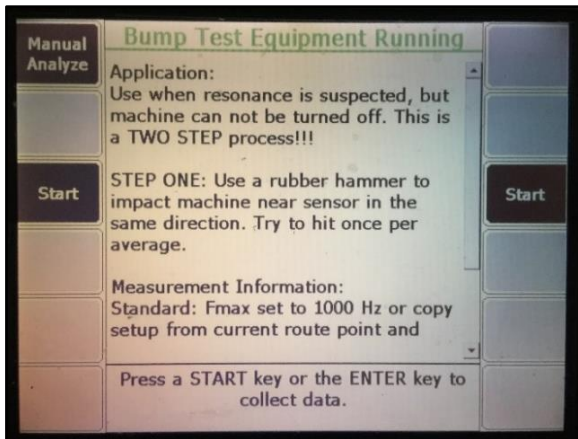 Manual
Analyze
Bump Test Equipment Running
Application:
Use when resonance is suspected, but
machine can not be turned off. This is
a TWO STEP process!!!
Start
STEP ONE: Use a rubber hammer to
impact machine near sensor in the
same direction. Try to hit once per
average.
Start
Measurement Information:
Standard: Fmax set to 1000 Hz or copy
setup from current route point and
Press a START key or the ENTER key to
collect data.